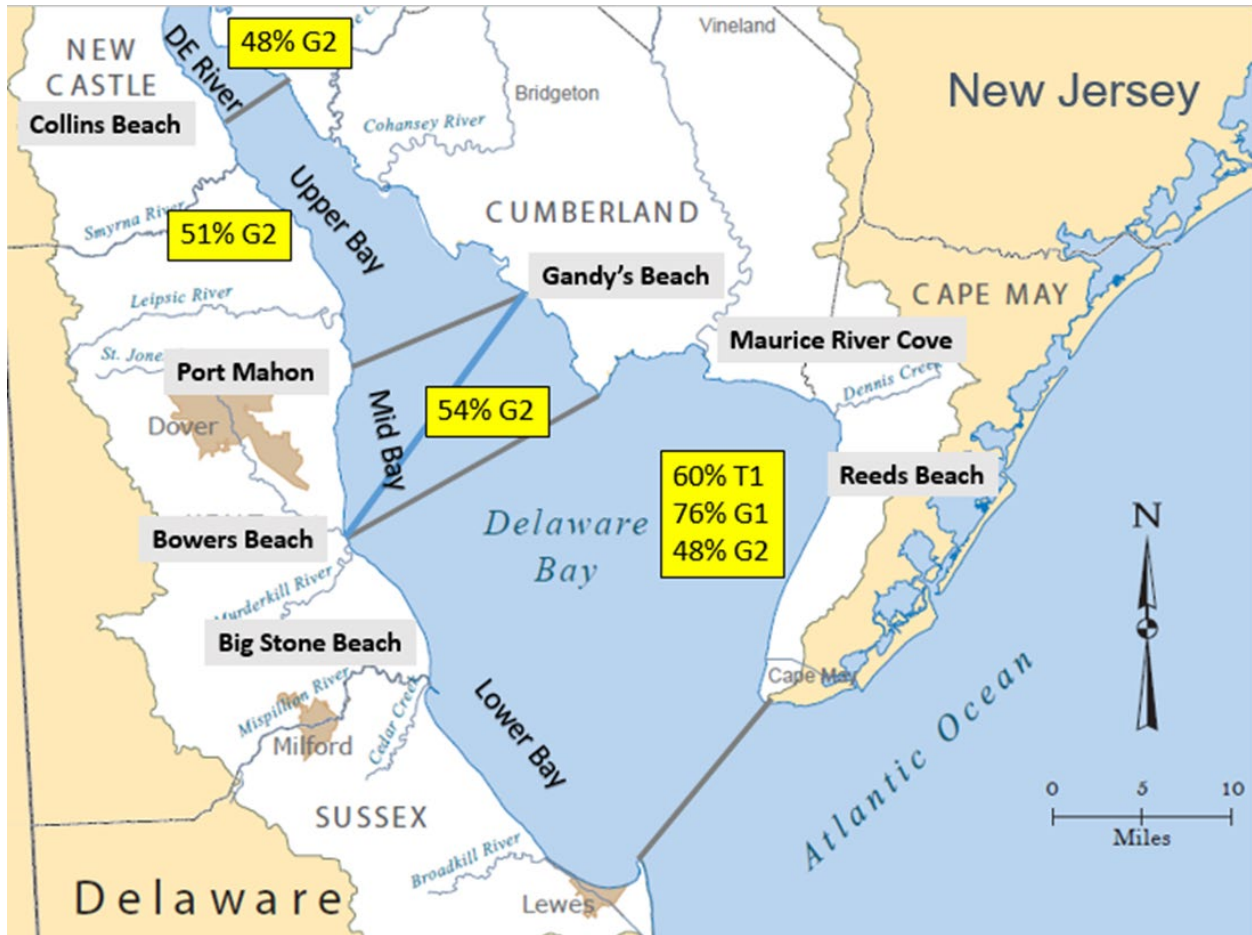 NEW
CASTLE
DE River
48% G2
Vineland
New Jersey
Bridgeton
Collins Beach
Cohansey River
Upper Bay
Smyrna River
51% G2
CUMBERLAND
Gandy's Beach
CAPE MAY
Leipsic River
Maurice River Cove
St. Jones
Port Mahon
Dennis Creek
Mid Bay
54% G2
Dover
60% T1
76% G1
48% G2
Reeds Beach
Delaware
Bay
N
Bowers Beach
Murderkill River
Big Stone Beach
Cape May
Lower Bay
Mispillion River
Cedar Creek
Milford
Atlantic Ocean
0 5 10
Miles
SUSSEX
Broadkill River
Delaware
Lewes